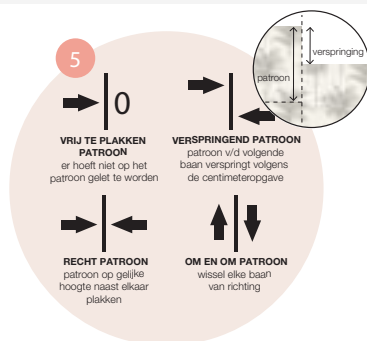 5
verspringing
patroon
0
VRIJ TE PLAKKEN
PATROON
er hoeft niet op het
patroon gelet te worden
VERSPRINGEND PATROON
patroon v/d volgende
baan verspringt volgens
de centimeteropgave
RECHT PATROON
patroon op gelijke
hoogte naast elkaar
plakken
OM EN OM PATROON
wissel elke baan
van richting